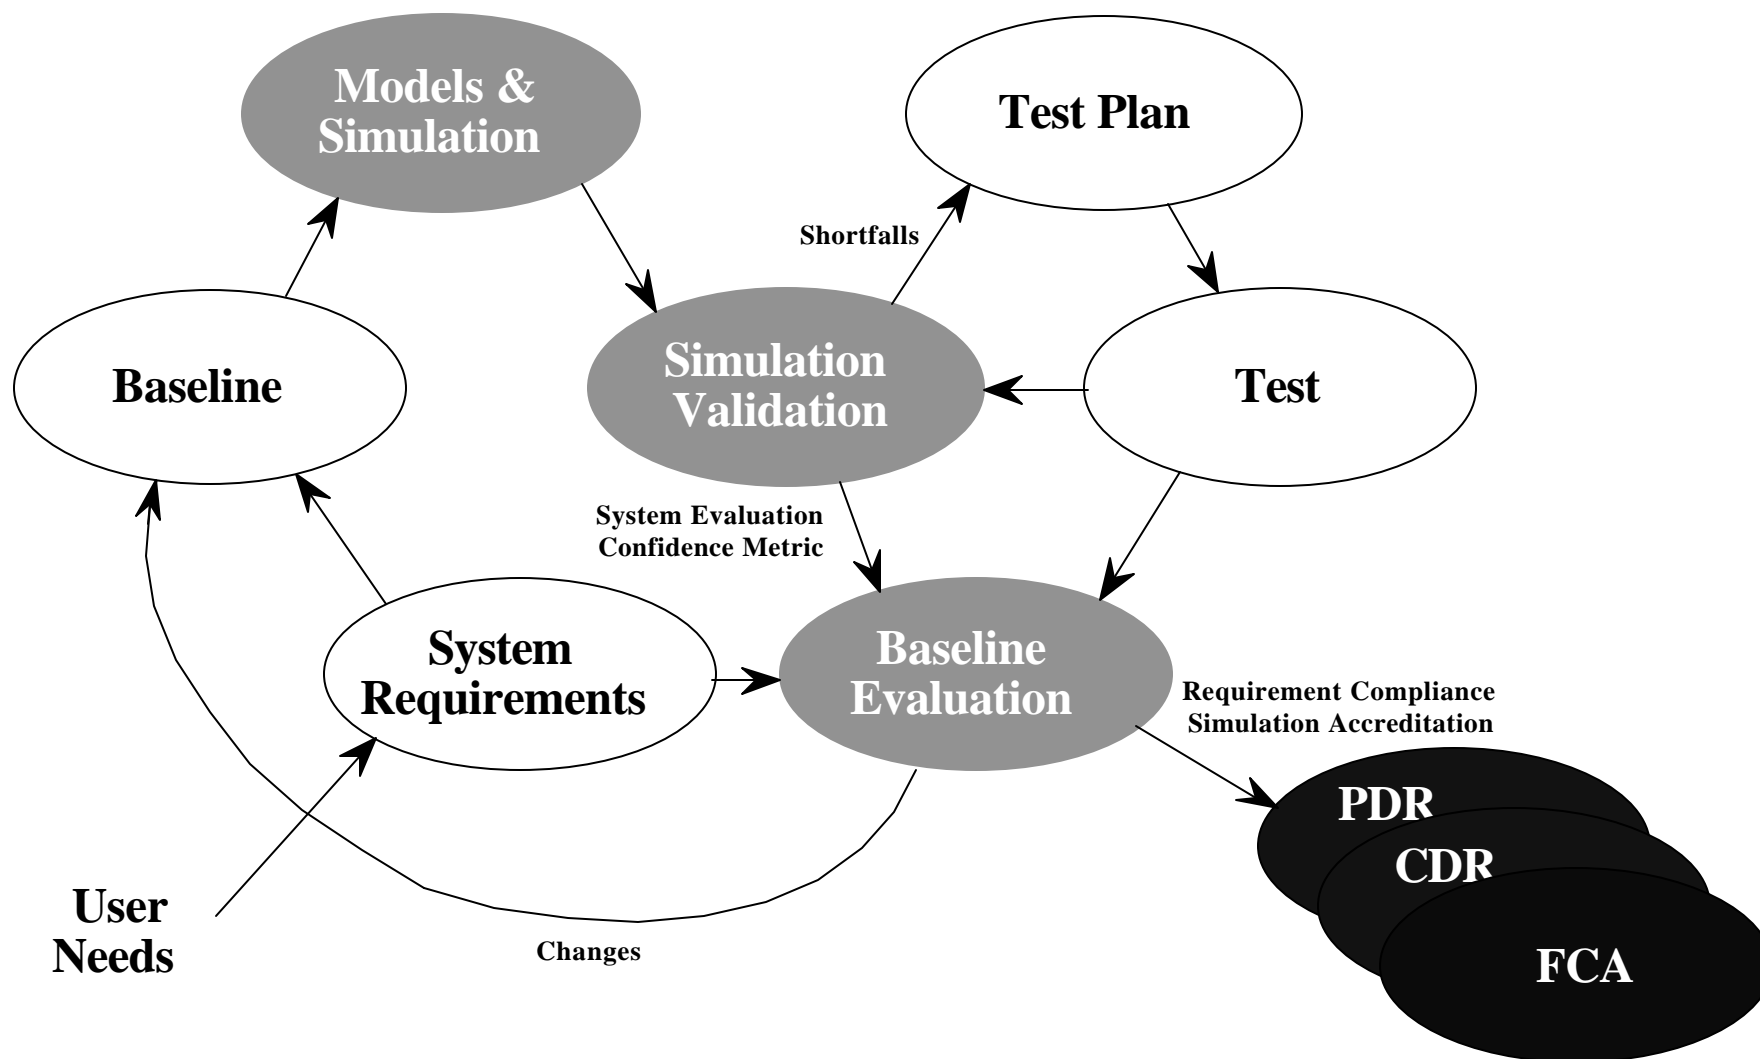 Models &
Simulation
Test Plan
Shortfalls
Baseline
Simulation
Validation
Test
System Evaluation
Confidence Metric
System
Requirements
Baseline
Evaluation
Requirement Compliance
Simulation Accreditation
PDR
CDR
FCA
User
Needs
Changes